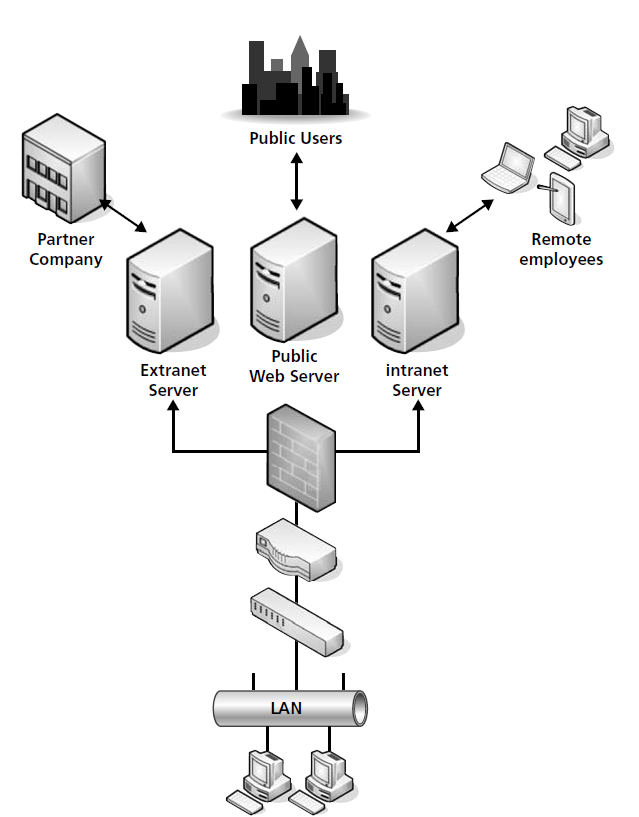 Public Users
Partner
Company
Remote
employees
Extranet
Server
Public
Web Server
intranet
Server
LAN